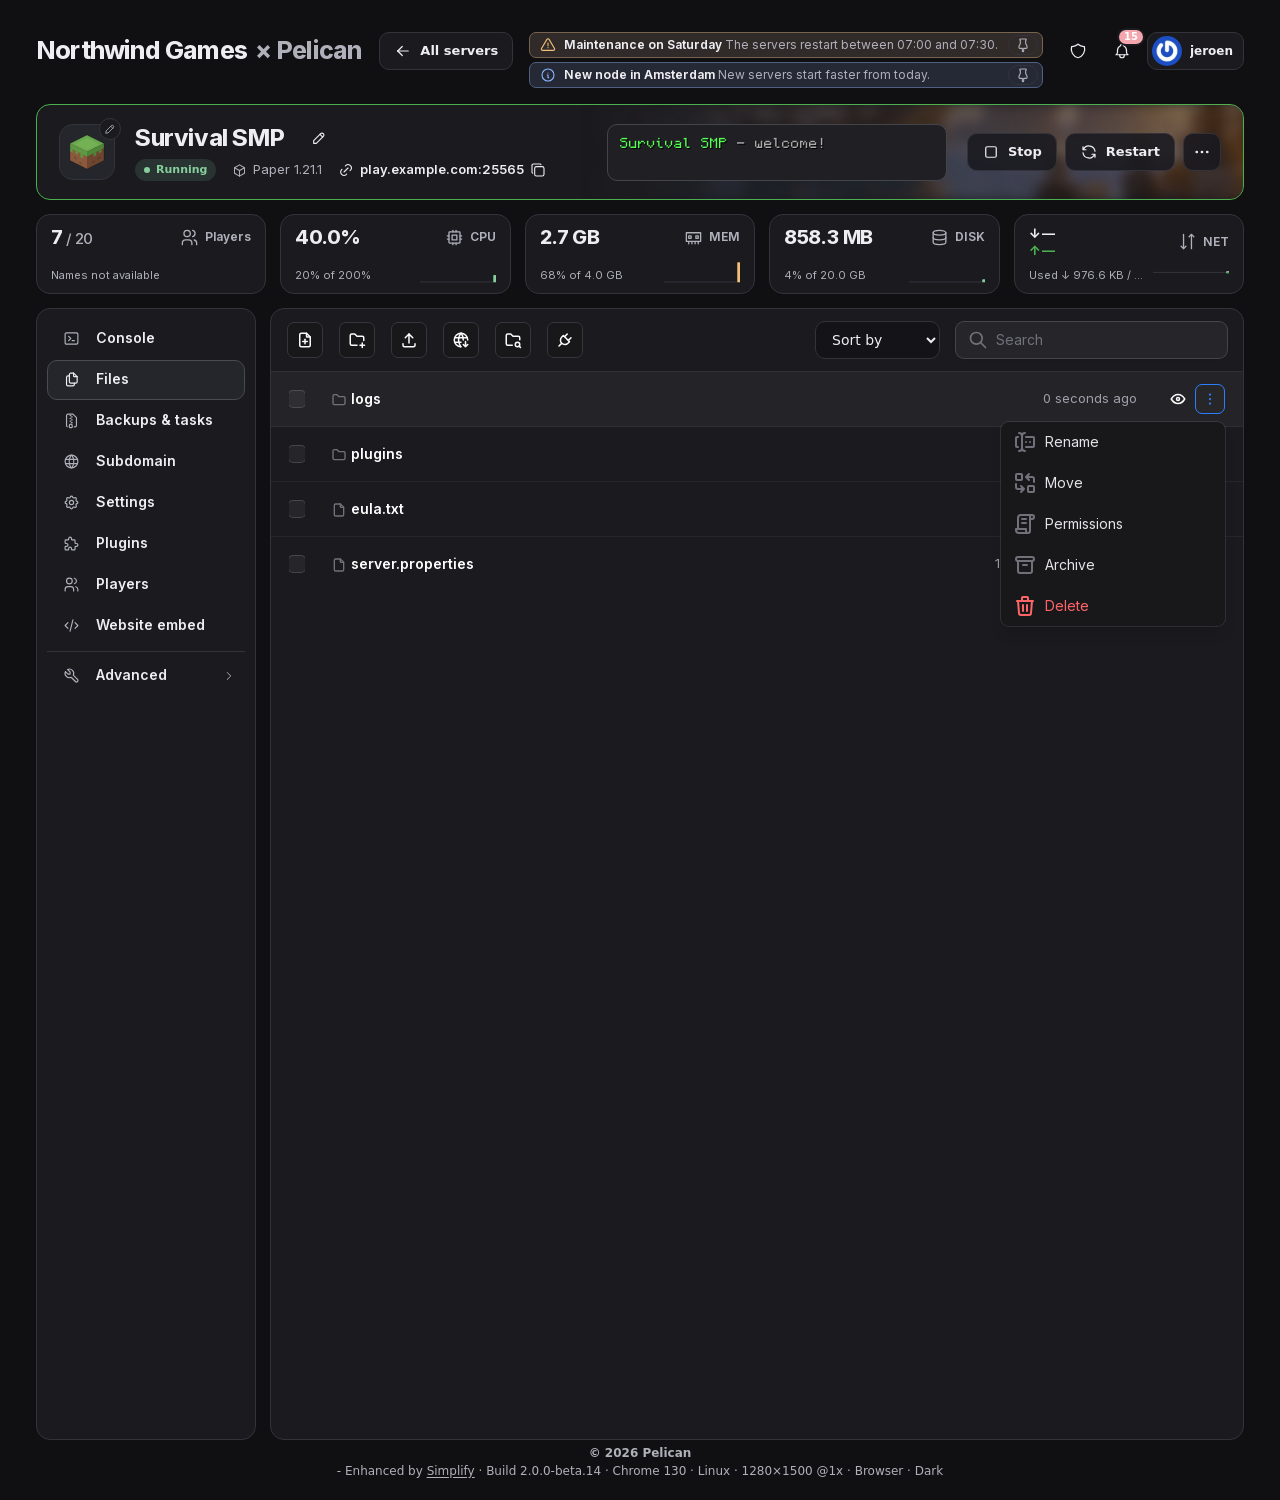 Northwind Games × Pelican
All servers
Maintenance on Saturday The servers restart between 07:00 and 07:30.
New node in Amsterdam New servers start faster from today.
15
jeroen
Survival SMP
Running
Paper 1.21.1
play.example.com:25565
Survival SMP - welcome!
Stop
Restart
7 / 20
Players
Names not available
40.0%
CPU
20% of 200%
2.7 GB
MEM
68% of 4.0 GB
858.3 MB
DISK
4% of 20.0 GB
↓—
↑—
NET
Used ↓ 976.6 KB / ...
Console
Files
Backups & tasks
Subdomain
Settings
Plugins
Players
Website embed
Advanced
Sort by
Search
logs
0 seconds ago
plugins
eula.txt
server.properties
1
Rename
Move
Permissions
Archive
Delete
© 2026 Pelican
- Enhanced by Simplify · Build 2.0.0-beta.14 · Chrome 130 · Linux · 1280×1500 @1x · Browser · Dark